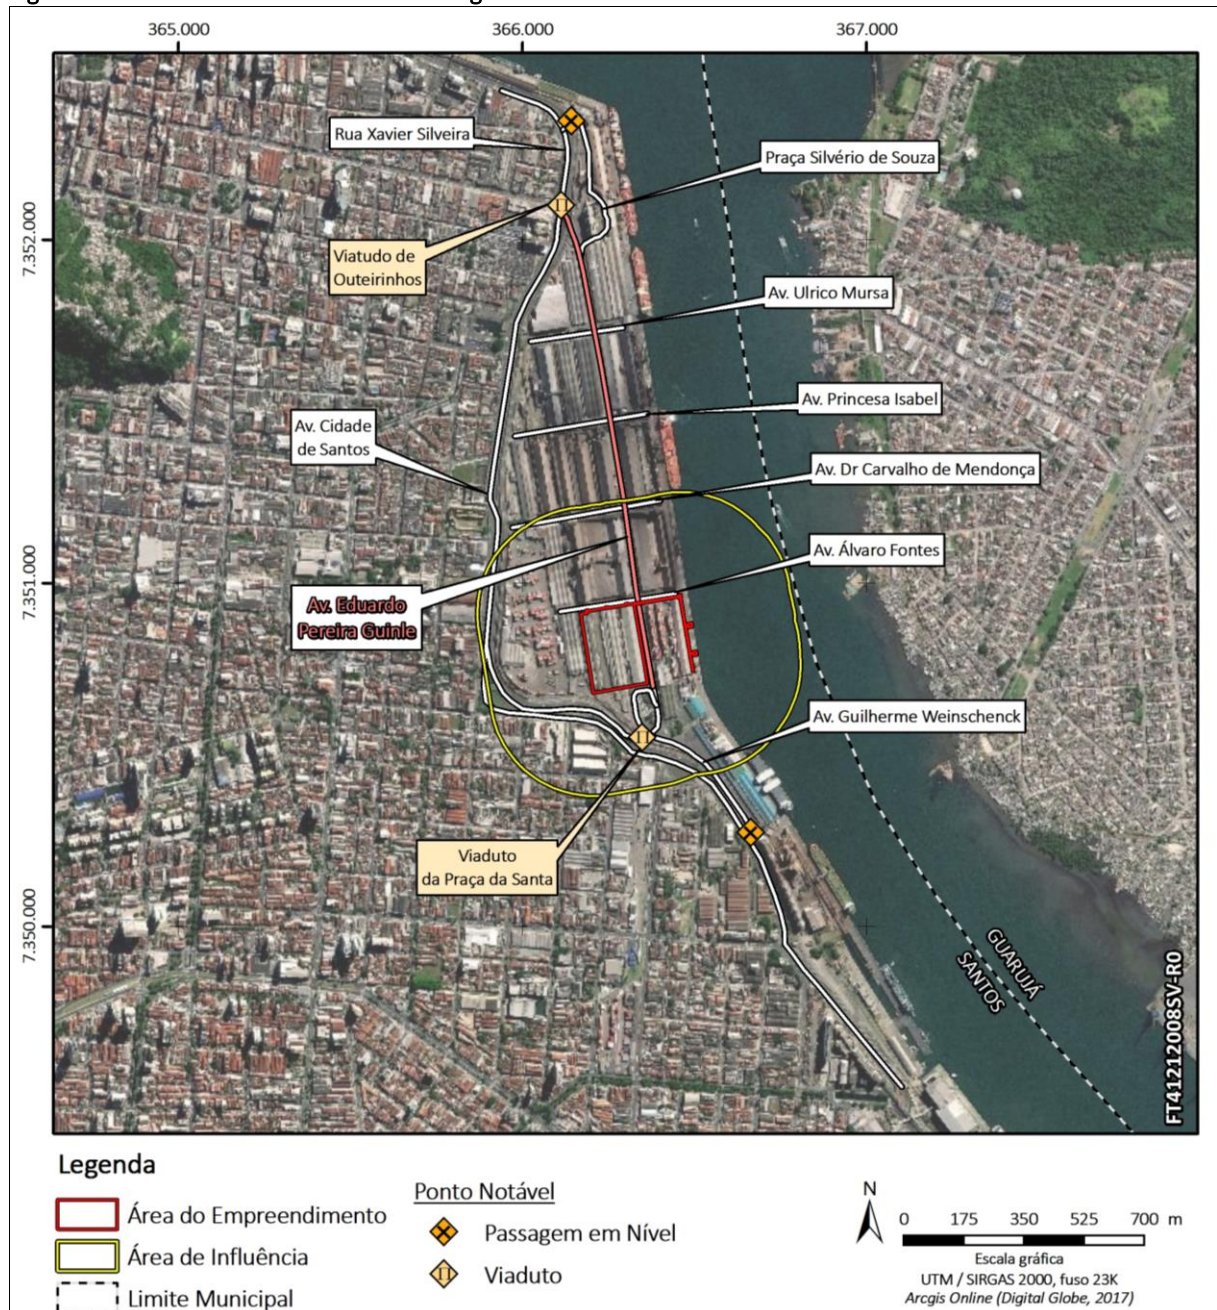 365.000
366.000
367.000
Rua Xavier Silveira
Praça Silvério de Souza
7.352.000
Viatudo de
Outeirinhos
Av. Ulrico Mursa
Av. Princesa Isabel
Av. Cidade
de Santos
Av. Dr Carvalho de Mendonça
Av. Álvaro Fontes
7.351.000
Av. Eduardo
Pereira Guinle
Av. Guilherme Weinschenck
Viaduto
da Praça da Santa
7.350.000
GUARUJÁ
SANTOS
FT41212008SV-R0
Legenda
Área do Empreendimento
Área de Influência
Limite Municipal
Ponto Notável
Passagem em Nível
Viaduto
N
0 175 350 525 700 m
Escala gráfica
UTM / SIRGAS 2000, fuso 23K
Arcgis Online (Digital Globe, 2017)